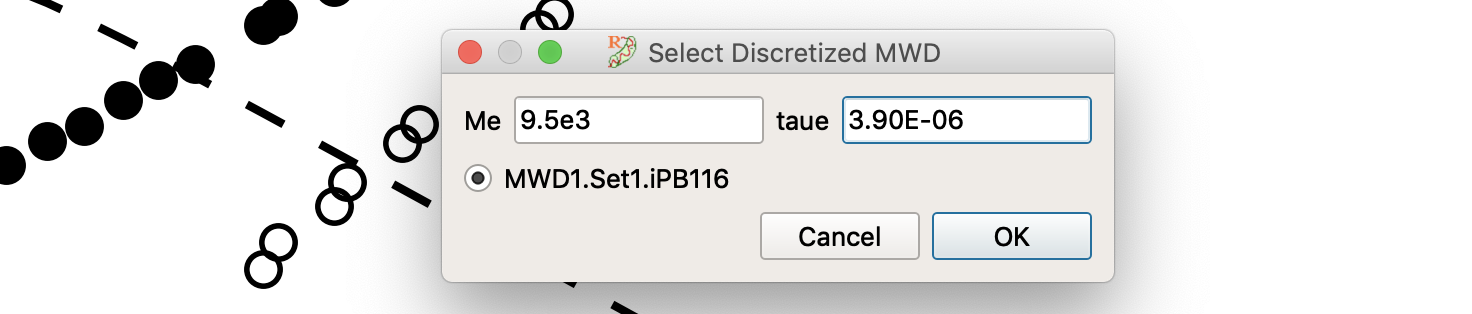 Select Discretized MWD
Me 9.5e3 taue 3.90E-06
MWD1.Set1.iPB116
Cancel OK